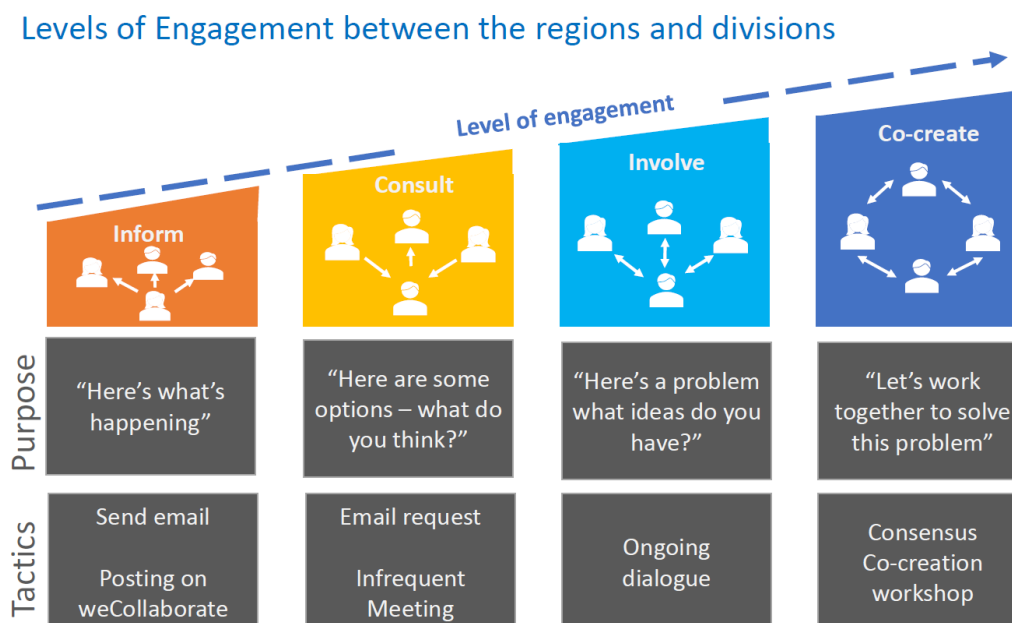 Levels of Engagement between the regions and divisions
Level of engagement
Inform
Consult
Involve
Co-create
Purpose
“Here’s what’s
happening”
“Here are some
options – what do
you think?”
“Here’s a problem
what ideas do you
have?”
“Let’s work
together to solve
this problem”
Tactics
Send email
Posting on
weCollaborate
Email request
Infrequent
Meeting
Ongoing
dialogue
Consensus
Co-creation
workshop